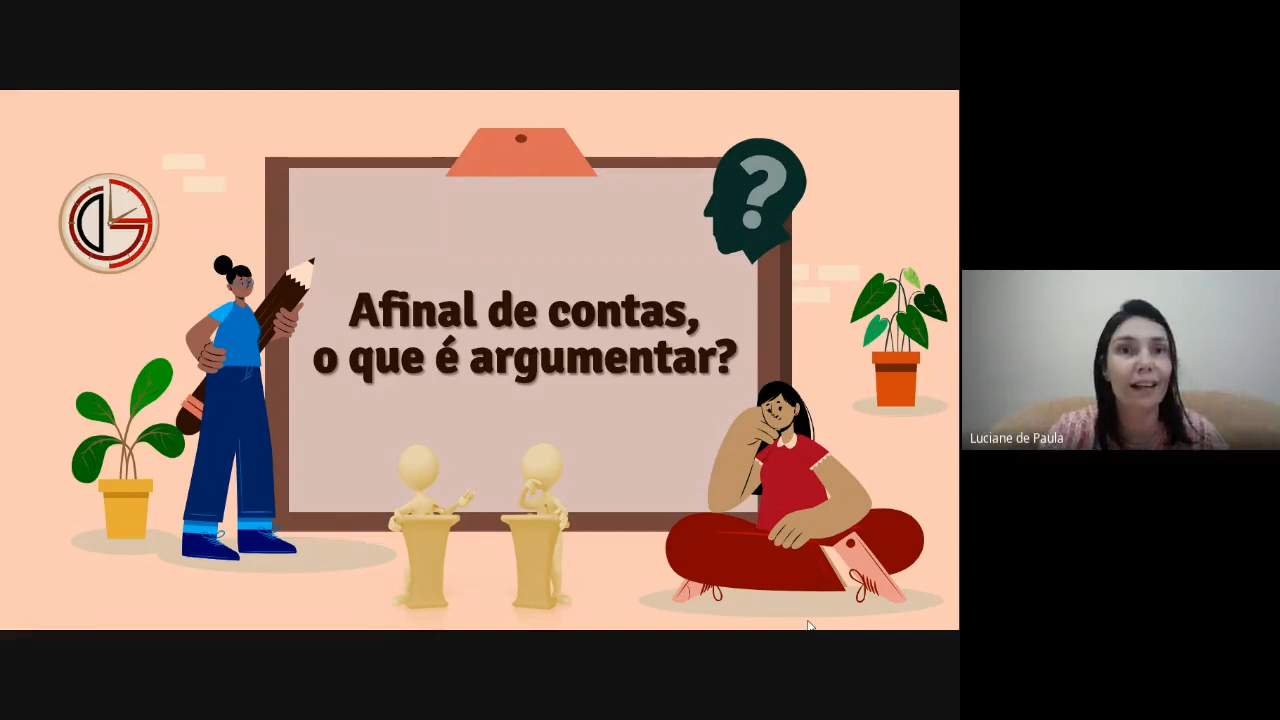 Afinal de contas,
o que é argumentar?
?
Luciane de Paula